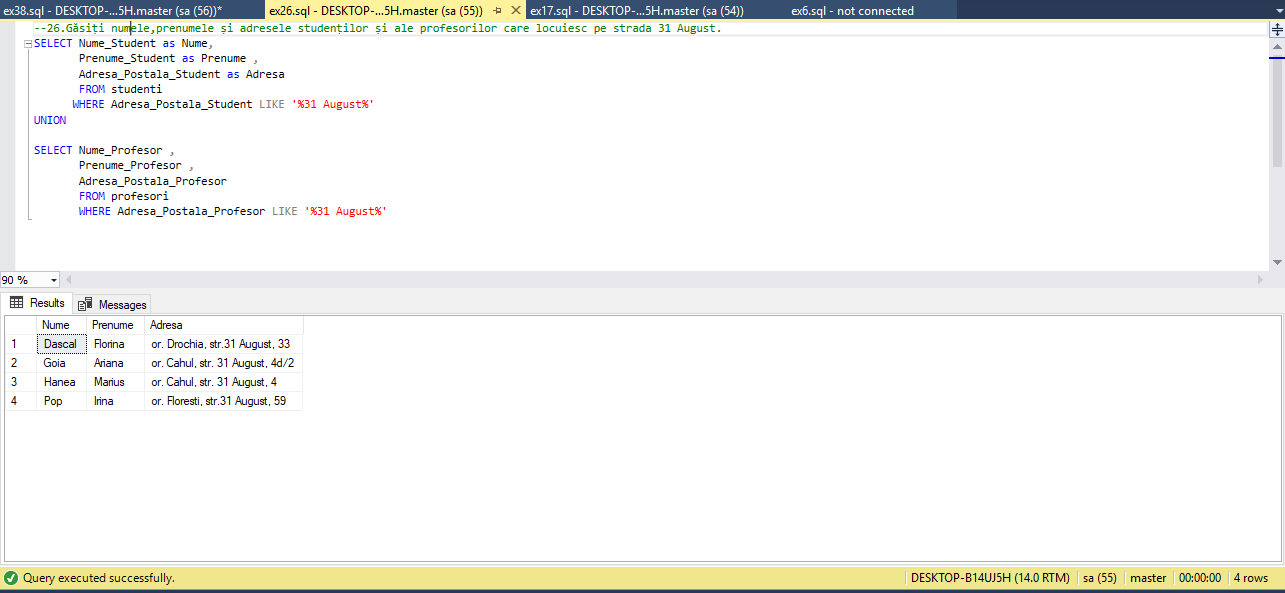 ex38.sql - DESKTOP-...5H.master (sa (56))* ex26.sql - DESKTOP-...5H.master (sa (55)) ex17.sql - DESKTOP-...5H.master (sa (54)) ex6.sql - not connected
--26.Găsiți numele,prenumele și adresele studenților și ale profesorilor care locuiesc pe strada 31 August.
SELECT Nume_Student as Nume,
Prenume_Student as Prenume ,
Adresa_Postala_Student as Adresa
FROM studenti
WHERE Adresa_Postala_Student LIKE '%31 August%'
UNION
SELECT Nume_Profesor ,
Prenume_Profesor ,
Adresa_Postala_Profesor
FROM profesori
WHERE Adresa_Postala_Profesor LIKE '%31 August%'
90 %
Results Messages
Nume Prenume Adresa
1 Dascal Florina or. Drochia, str.31 August, 33
2 Goia Ariana or. Cahul, str. 31 August, 4d/2
3 Hanea Marius or. Cahul, str. 31 August, 4
4 Pop Irina or. Floresti, str.31 August, 59
Query executed successfully. DESKTOP-B14UJ5H (14.0 RTM) sa (55) master 00:00:00 4 rows